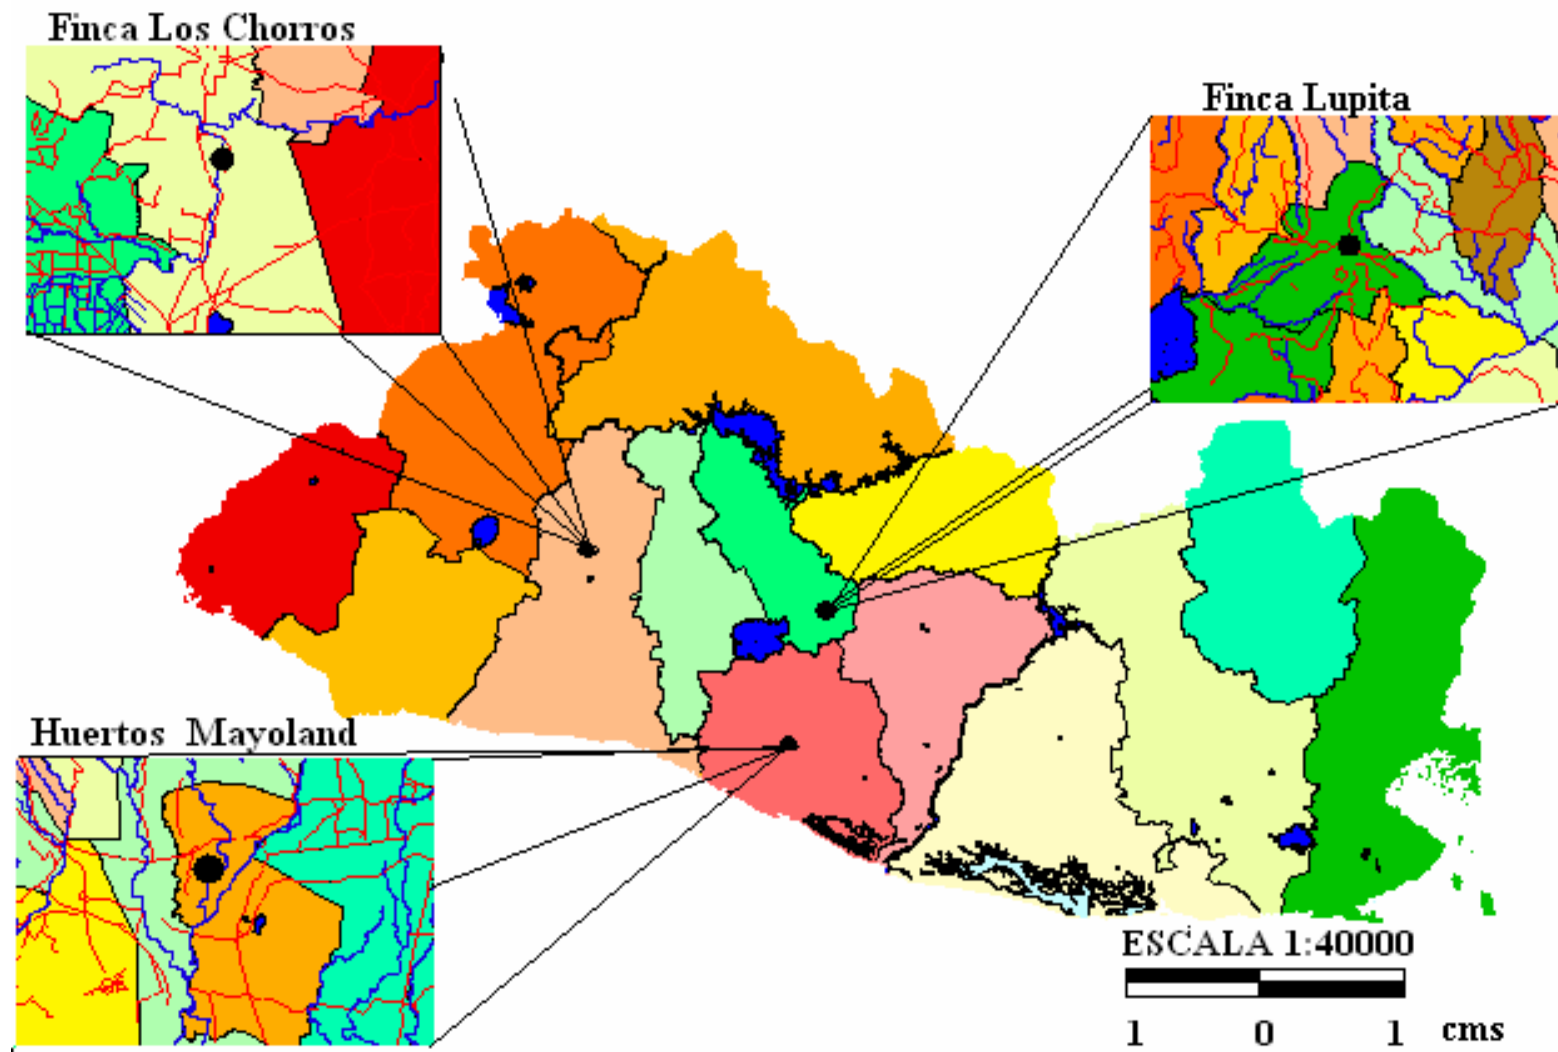 Finca Los Chorros
Finca Lupita
Huertos Mayoland
ESCALA 1:40000
1 0 1 cms